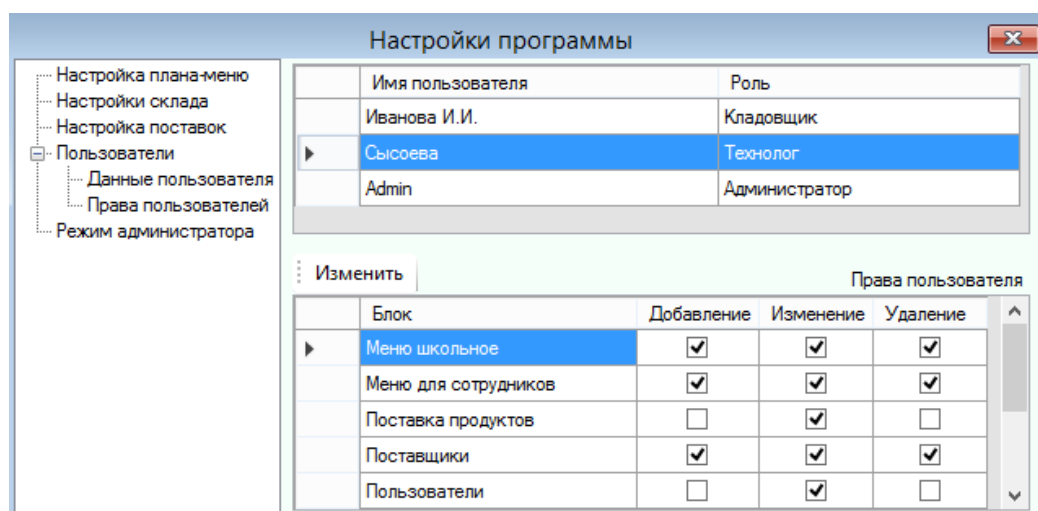 Настройки программы
Настройка плана-меню
Настройки склада
Настройка поставок
Пользователи
Данные пользователя
Права пользователей
Режим администратора
Имя пользователя Роль
Иванова И.И. Кладовщик
Сысоева Технолог
Admin Администратор
Изменить
Права пользователя
Блок Добавление Изменение Удаление
Меню школьное
Меню для сотрудников
Поставка продуктов
Поставщики
Пользователи